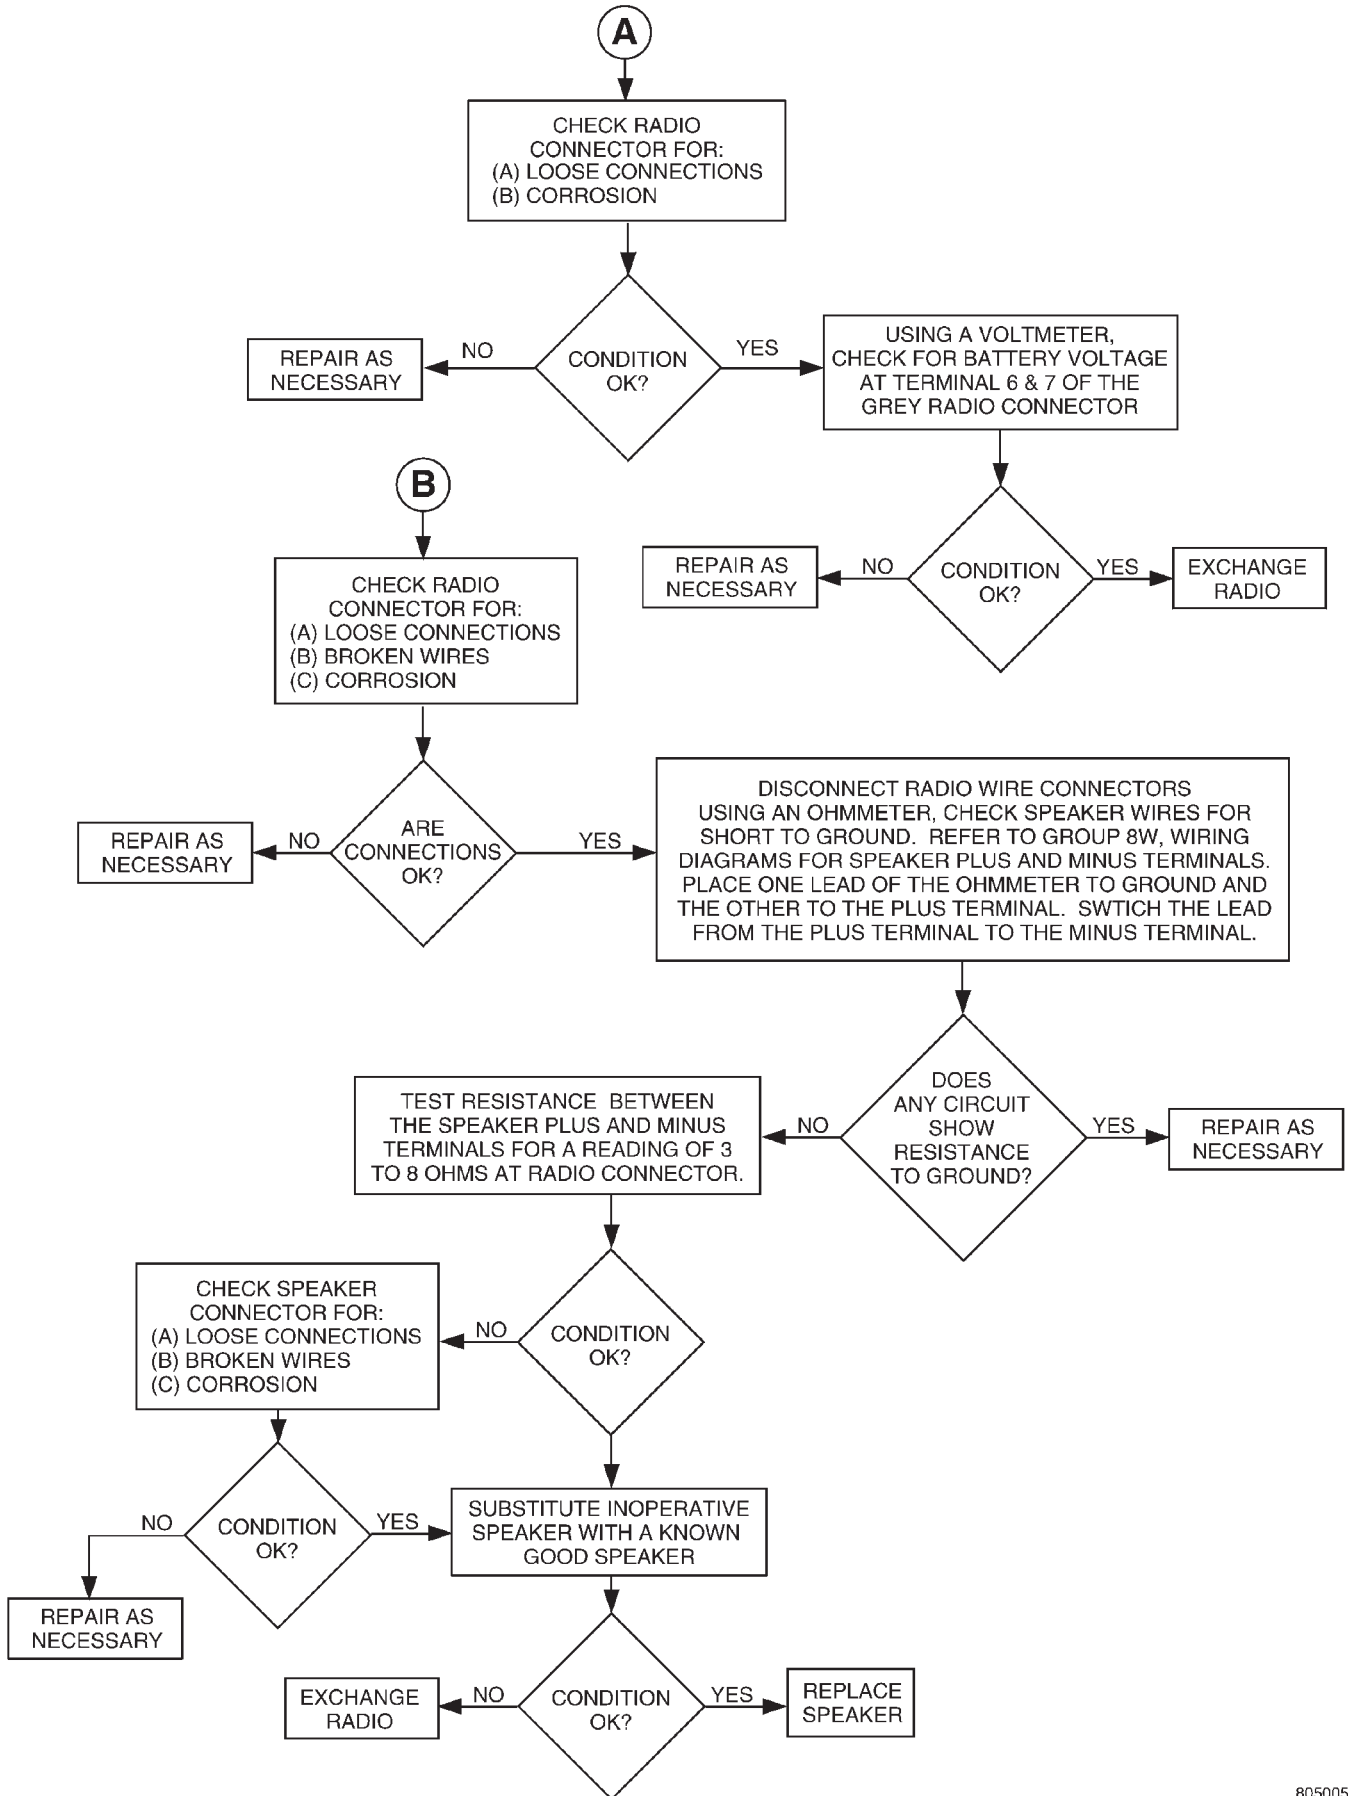 A
CHECK RADIO
CONNECTOR FOR:
(A) LOOSE CONNECTIONS
(B) CORROSION
REPAIR AS
NECESSARY
NO
CONDITION
OK?
YES
USING A VOLTMETER,
CHECK FOR BATTERY VOLTAGE
AT TERMINAL 6 & 7 OF THE
GREY RADIO CONNECTOR
REPAIR AS
NECESSARY
NO
CONDITION
OK?
YES
EXCHANGE
RADIO
B
CHECK RADIO
CONNECTOR FOR:
(A) LOOSE CONNECTIONS
(B) BROKEN WIRES
(C) CORROSION
REPAIR AS
NECESSARY
NO
ARE
CONNECTIONS
OK?
YES
DISCONNECT RADIO WIRE CONNECTORS
USING AN OHMMETER, CHECK SPEAKER WIRES FOR
SHORT TO GROUND. REFER TO GROUP 8W, WIRING
DIAGRAMS FOR SPEAKER PLUS AND MINUS TERMINALS.
PLACE ONE LEAD OF THE OHMMETER TO GROUND AND
THE OTHER TO THE PLUS TERMINAL. SWTICH THE LEAD
FROM THE PLUS TERMINAL TO THE MINUS TERMINAL.
DOES
ANY CIRCUIT
SHOW
RESISTANCE
TO GROUND?
YES
REPAIR AS
NECESSARY
NO
TEST RESISTANCE BETWEEN
THE SPEAKER PLUS AND MINUS
TERMINALS FOR A READING OF 3
TO 8 OHMS AT RADIO CONNECTOR.
CONDITION
OK?
NO
CHECK SPEAKER
CONNECTOR FOR:
(A) LOOSE CONNECTIONS
(B) BROKEN WIRES
(C) CORROSION
NO
CONDITION
OK?
YES
REPAIR AS
NECESSARY
SUBSTITUTE INOPERATIVE
SPEAKER WITH A KNOWN
GOOD SPEAKER
EXCHANGE
RADIO
NO
CONDITION
OK?
YES
REPLACE
SPEAKER
805005